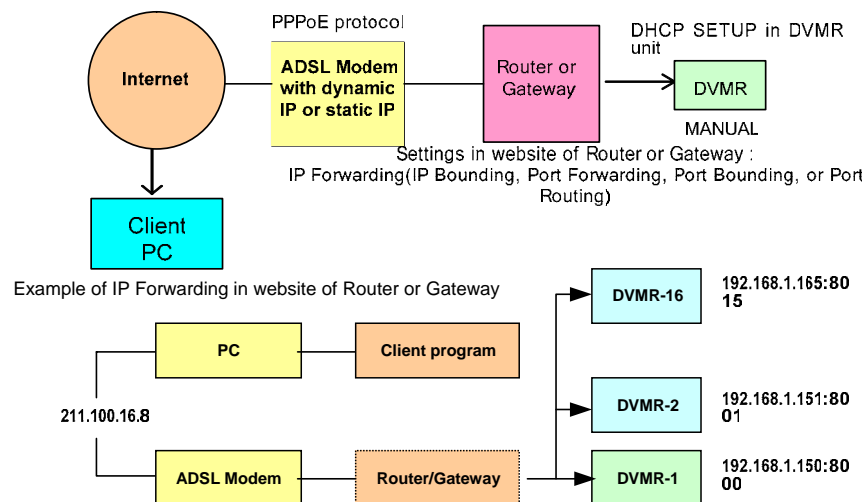 PPPoE protocol
Internet
ADSL Modem
with dynamic
IP or static IP
Router or
Gateway
DHCP SETUP in DVMR
unit
DVMR
MANUAL
Settings in website of Router or Gateway :
IP Forwarding(IP Bounding, Port Forwarding, Port Bounding, or Port
Routing)
Client
PC
Example of IP Forwarding in website of Router or Gateway
DVMR-16
192.168.1.165:80
15
PC
Client program
211.100.16.8
DVMR-2
192.168.1.151:80
01
ADSL Modem
Router/Gateway
DVMR-1
192.168.1.150:80
00